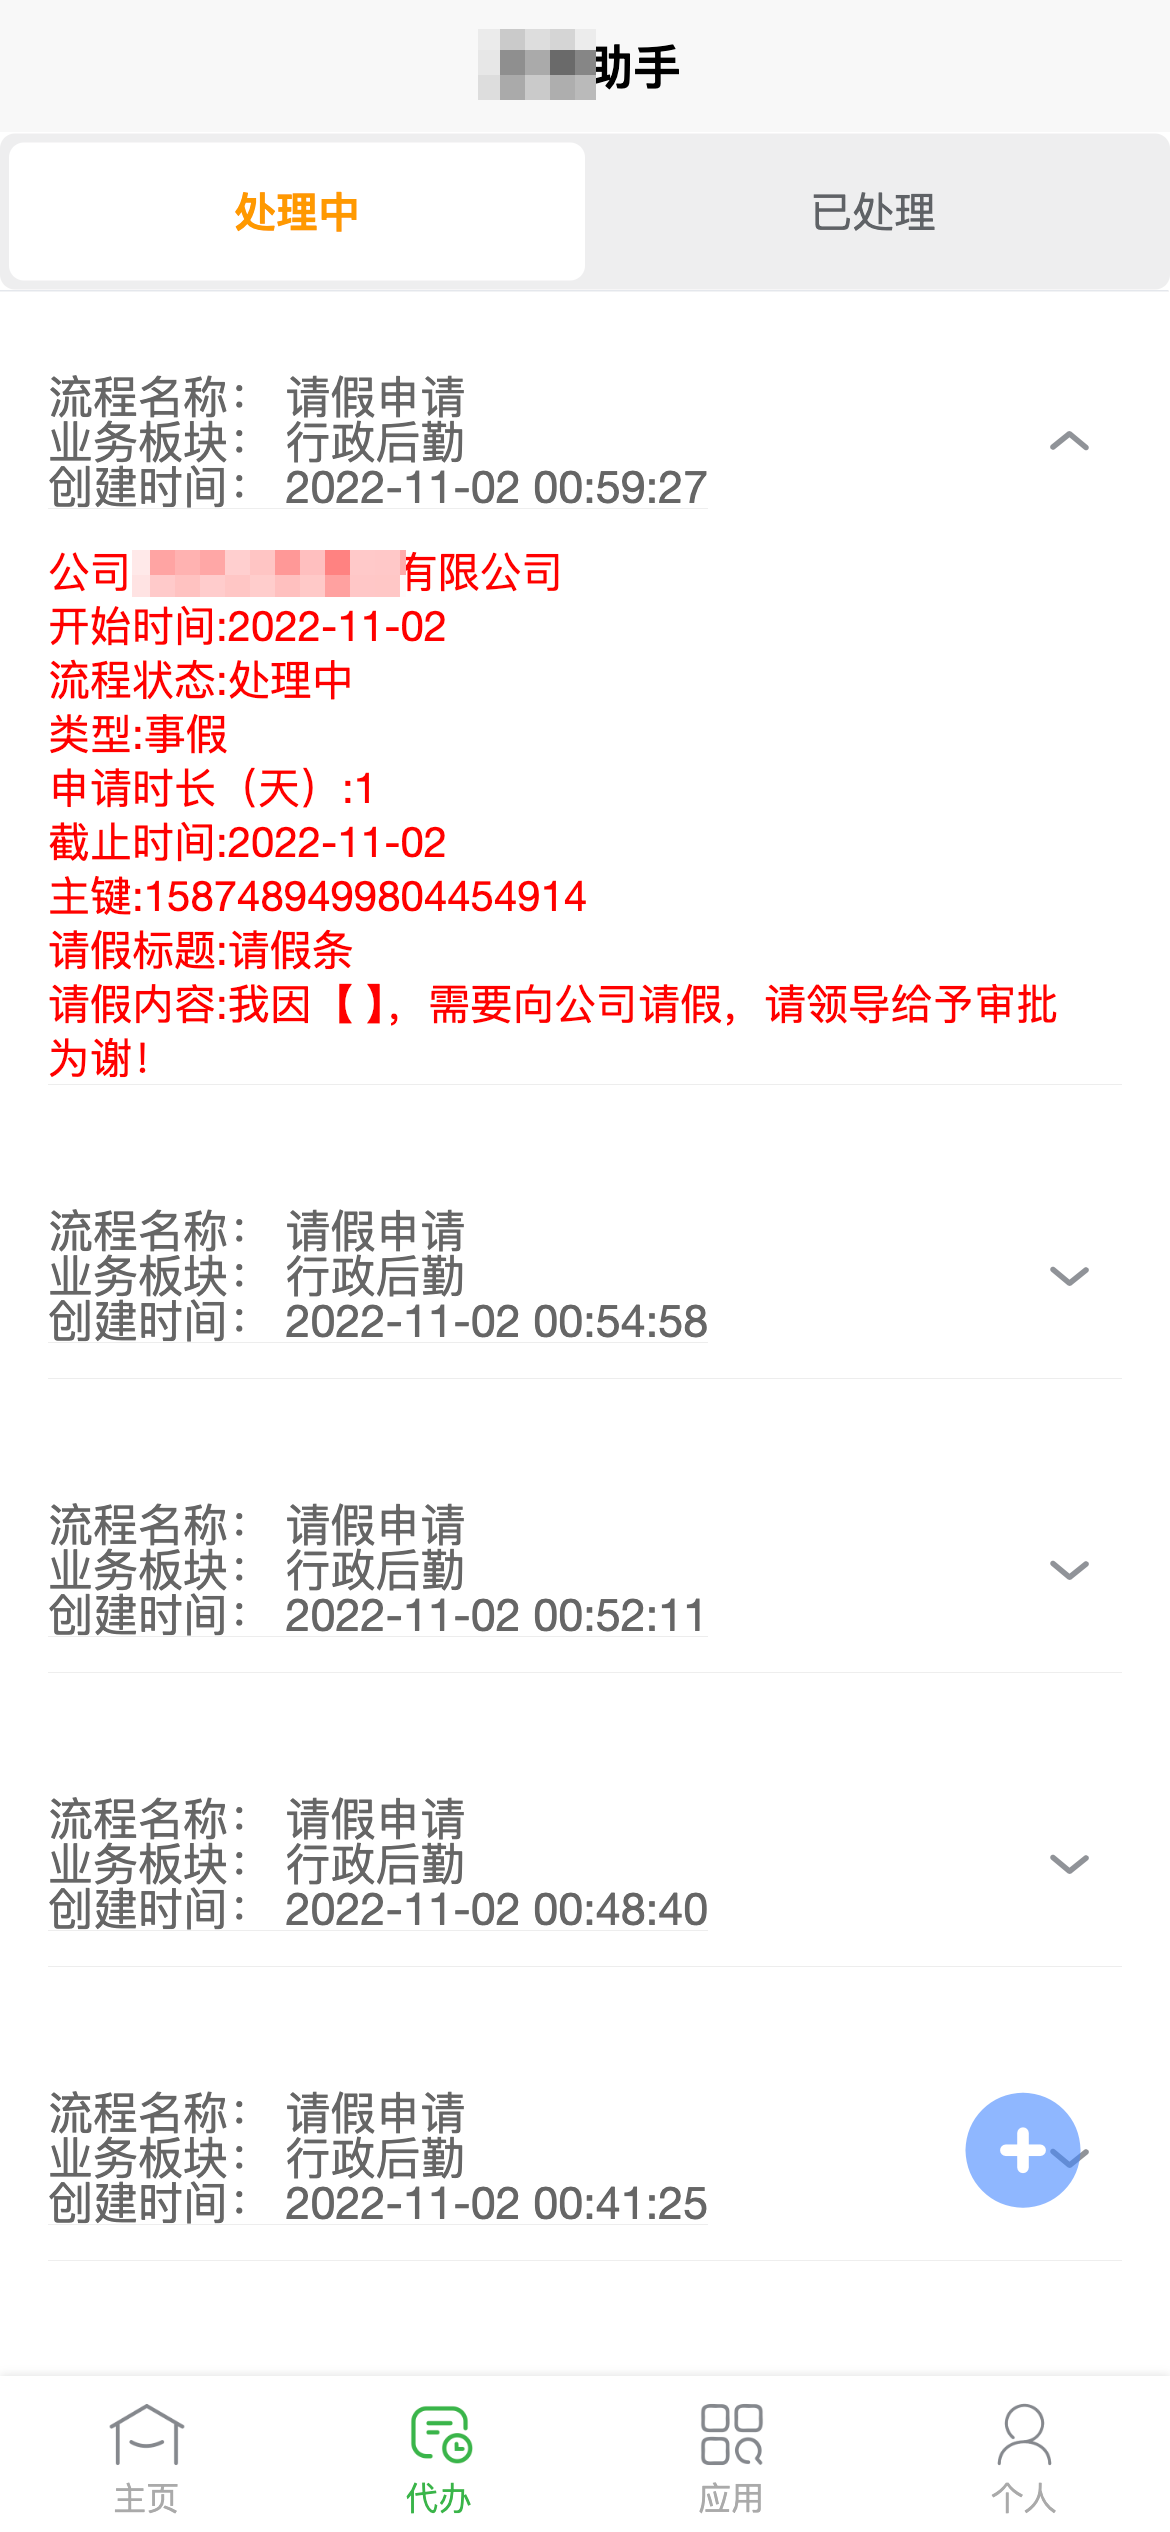 助手
处理中
已处理
流程名称： 请假申请
业务板块： 行政后勤
创建时间： 2022-11-02 00:59:27
公司 有限公司
开始时间:2022-11-02
流程状态:处理中
类型:事假
申请时长（天）:1
截止时间:2022-11-02
主键:1587489499804454914
请假标题:请假条
请假内容:我因【 】，需要向公司请假，请领导给予审批
为谢！
流程名称： 请假申请
业务板块： 行政后勤
创建时间： 2022-11-02 00:54:58
流程名称： 请假申请
业务板块： 行政后勤
创建时间： 2022-11-02 00:52:11
流程名称： 请假申请
业务板块： 行政后勤
创建时间： 2022-11-02 00:48:40
流程名称： 请假申请
业务板块： 行政后勤
创建时间： 2022-11-02 00:41:25
主页
代办
应用
个人